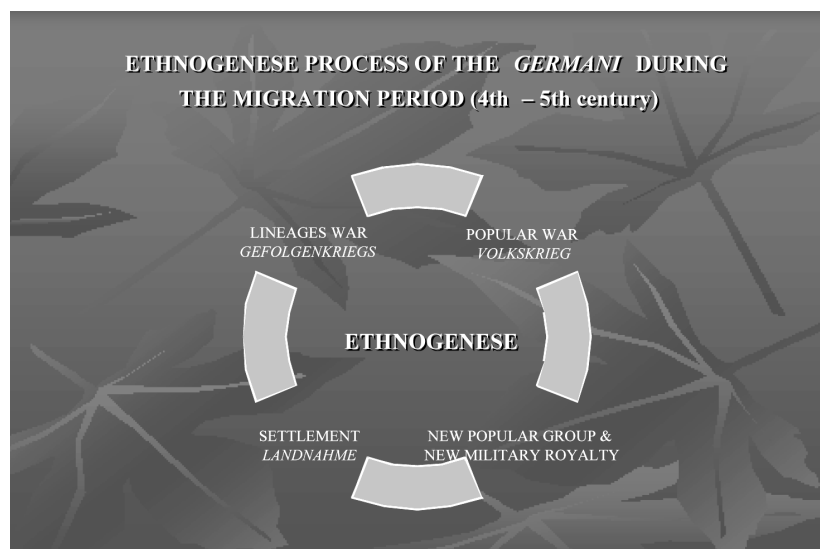 ETHNOGENESE PROCESS OF THE GERMANI DURING
THE MIGRATION PERIOD (4th – 5th century)
LINEAGES WAR
GEFOLGENKRIEGS
POPULAR WAR
VOLKSKRIEG
ETHNOGENESE
SETTLEMENT
LANDNAHME
NEW POPULAR GROUP &
NEW MILITARY ROYALTY